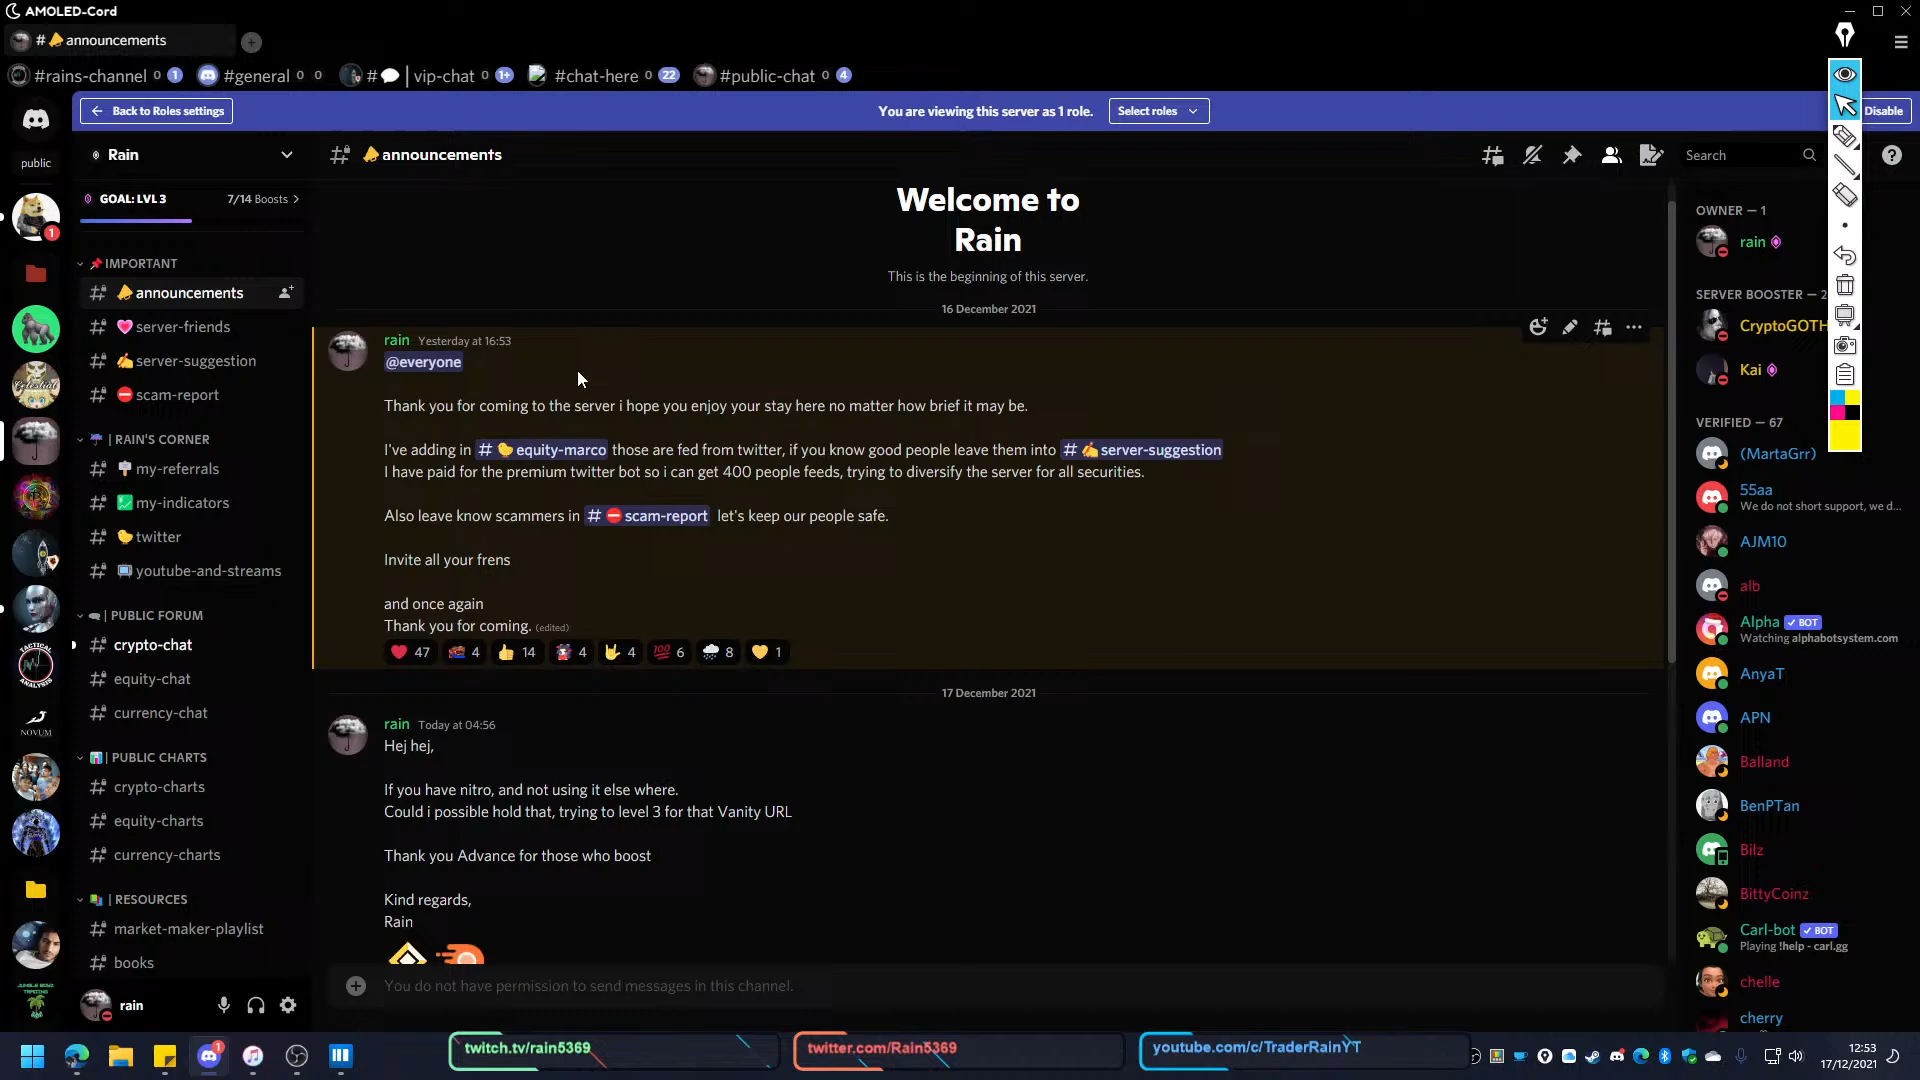 AMOLED-Cord
# announcements
#rains-channel 0 1 #general 0 0 # | vip-chat 0 1+ #chat-here 0 22 #public-chat 0 4
Back to Roles settings
You are viewing this server as 1 role.
Select roles
Disable
public
Rain
announcements
Search
GOAL: LVL 3 7/14 Boosts
IMPORTANT
announcements
server-friends
server-suggestion
scam-report
| RAIN'S CORNER
my-referrals
my-indicators
twitter
youtube-and-streams
| PUBLIC FORUM
crypto-chat
equity-chat
currency-chat
| PUBLIC CHARTS
crypto-charts
equity-charts
currency-charts
| RESOURCES
market-maker-playlist
books
rain
1
Celestial
TACTICAL
ANALYSIS
NOVUM
JUNGLE BOYZ
TRADING
Welcome to
Rain
This is the beginning of this server.
16 December 2021
rain Yesterday at 16:53
@everyone
Thank you for coming to the server i hope you enjoy your stay here no matter how brief it may be.
I've adding in # equity-marco those are fed from twitter, if you know good people leave them into # server-suggestion
I have paid for the premium twitter bot so i can get 400 people feeds, trying to diversify the server for all securities.
Also leave know scammers in # scam-report let's keep our people safe.
Invite all your frens
and once again
Thank you for coming. (edited)
47 4 14 4 4 6 8 1
17 December 2021
rain Today at 04:56
Hej hej,
If you have nitro, and not using it else where.
Could i possible hold that, trying to level 3 for that Vanity URL
Thank you Advance for those who boost
Kind regards,
Rain
You do not have permission to send messages in this channel.
OWNER — 1
rain
SERVER BOOSTER — 2
CryptoGOTH
Kai
VERIFIED — 67
(MartaGrr)
55aa
We do not short support, we d...
AJM10
alb
Alpha BOT
Watching alphabotsystem.com
AnyaT
APN
Balland
BenPTan
Bilz
BittyCoinz
Carl-bot BOT
Playing !help - carl.gg
chelle
cherry
twitch.tv/rain5369
twitter.com/Rain5369
youtube.com/c/TraderRainYT
12:53
17/12/2021